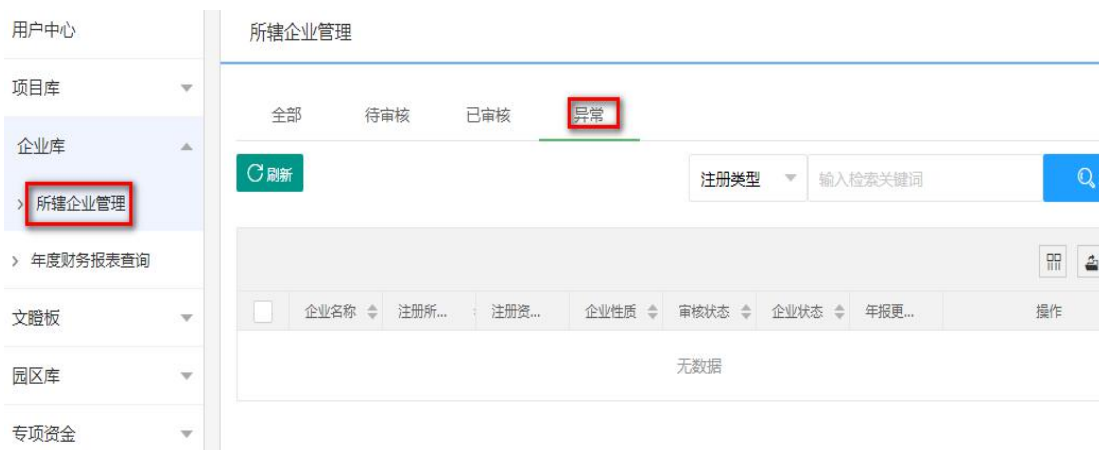 用户中心
项目库
企业库
所辖企业管理
年度财务报表查询
文瞪板
园区库
专项资金
所辖企业管理
全部 待审核 已审核 异常
刷新
注册类型 输入检索关键词
企业名称 注册所... 注册资... 企业性质 审核状态 企业状态 年报更... 操作
无数据